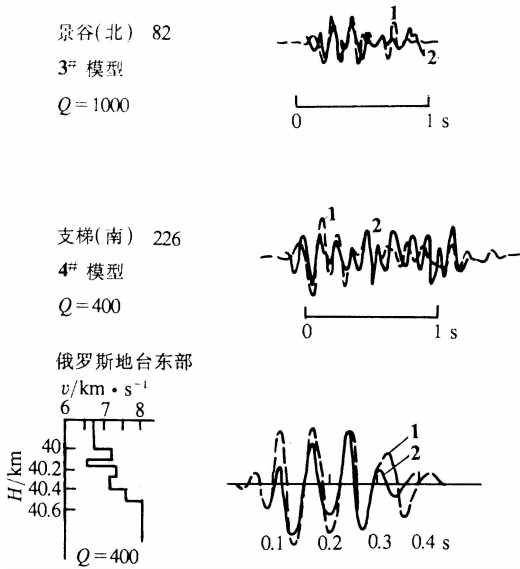 景谷(北) 82
3# 模型
Q=1000
1
2
0 1 s
支梯(南) 226
4# 模型
Q=400
1
2
0 1 s
俄罗斯地台东部
v/km·s⁻¹
6 7 8
H/km
40
40.2
40.4
40.6
Q=400
1
2
0.1 0.2 0.3 0.4 s